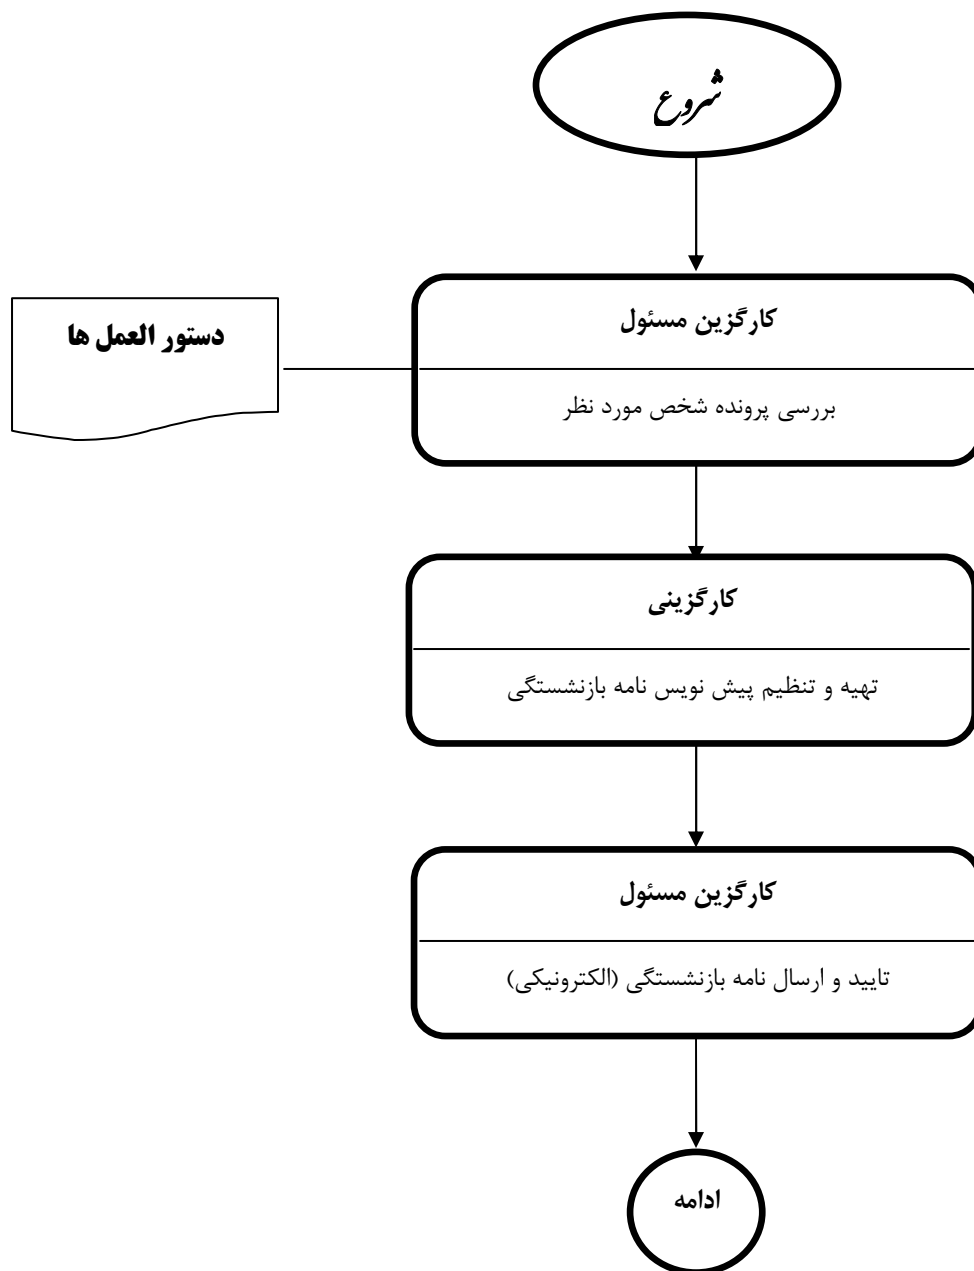 شروع
کارگزین مسئول
دستور العمل ها
بررسی پرونده شخص مورد نظر
کارگزینی
تهیه و تنظیم پیش نویس نامه بازنشستگی
کارگزین مسئول
تایید و ارسال نامه بازنشستگی (الکترونیکی)
ادامه